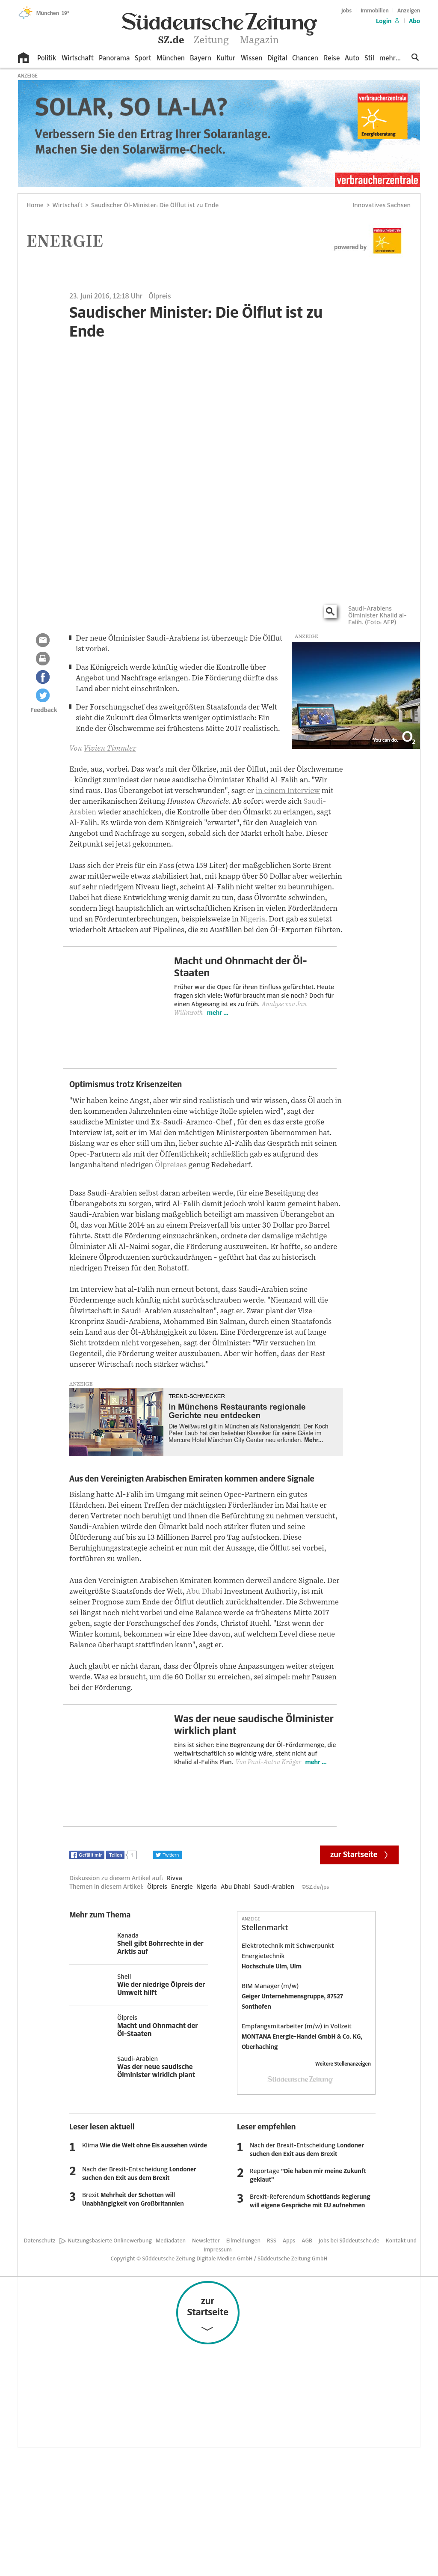 München 19°
Jobs Immobilien Anzeigen
Login Abo
Süddeutsche Zeitung
SZ.de Zeitung Magazin
Politik Wirtschaft Panorama Sport München Bayern Kultur Wissen Digital Chancen Reise Auto Stil mehr...
ANZEIGE
SOLAR, SO LA-LA?
Verbessern Sie den Ertrag Ihrer Solaranlage.
Machen Sie den Solarwärme-Check.
verbraucherzentrale
Energieberatung
verbraucherzentrale
Home > Wirtschaft > Saudischer Öl-Minister: Die Ölflut ist zu Ende
Innovatives Sachsen
ENERGIE
powered by
23. Juni 2016, 12:18 Uhr Ölpreis
Saudischer Minister: Die Ölflut ist zu
Ende
Saudi-Arabiens
Ölminister Khalid al-
Falih. (Foto: AFP)
Der neue Ölminister Saudi-Arabiens ist überzeugt: Die Ölflut
ist vorbei.
Das Königreich werde künftig wieder die Kontrolle über
Angebot und Nachfrage erlangen. Die Förderung dürfte das
Land aber nicht einschränken.
Der Forschungschef des zweitgrößten Staatsfonds der Welt
sieht die Zukunft des Ölmarkts weniger optimistisch: Ein
Ende der Ölschwemme sei frühestens Mitte 2017 realistisch.
Feedback
ANZEIGE
You can do
O2
Von Vivien Timmler
Ende, aus, vorbei. Das war's mit der Ölkrise, mit der Ölflut, mit der Ölschwemme
- kündigt zumindest der neue saudische Ölminister Khalid Al-Falih an. "Wir
sind raus. Das Überangebot ist verschwunden", sagt er in einem Interview mit
der amerikanischen Zeitung Houston Chronicle. Ab sofort werde sich Saudi-
Arabien wieder anschicken, die Kontrolle über den Ölmarkt zu erlangen, sagt
Al-Falih. Es würde von dem Königreich "erwartet", für den Ausgleich von
Angebot und Nachfrage zu sorgen, sobald sich der Markt erholt habe. Dieser
Zeitpunkt sei jetzt gekommen.
Dass sich der Preis für ein Fass (etwa 159 Liter) der maßgeblichen Sorte Brent
zwar mittlerweile etwas stabilisiert hat, mit knapp über 50 Dollar aber weiterhin
auf sehr niedrigem Niveau liegt, scheint Al-Falih nicht weiter zu beunruhigen.
Dabei hat diese Entwicklung wenig damit zu tun, dass Ölvorräte schwinden,
sondern liegt hauptsächlich an wirtschaftlichen Krisen in vielen Förderländern
und an Förderunterbrechungen, beispielsweise in Nigeria. Dort gab es zuletzt
wiederholt Attacken auf Pipelines, die zu Ausfällen bei den Öl-Exporten führten.
Macht und Ohnmacht der Öl-
Staaten
Früher war die Opec für ihren Einfluss gefürchtet. Heute
fragen sich viele: Wofür braucht man sie noch? Doch für
einen Abgesang ist es zu früh. Analyse von Jan
Willmroth mehr ...
Optimismus trotz Krisenzeiten
"Wir haben keine Angst, aber wir sind realistisch und wir wissen, dass Öl auch in
den kommenden Jahrzehnten eine wichtige Rolle spielen wird", sagt der
saudische Minister und Ex-Saudi-Aramco-Chef , für den es das erste große
Interview ist, seit er im Mai den mächtigen Ministerposten übernommen hat.
Bislang war es eher still um ihn, lieber suchte Al-Falih das Gespräch mit seinen
Opec-Partnern als mit der Öffentlichkeit; schließlich gab es aufgrund des
langanhaltend niedrigen Ölpreises genug Redebedarf.
Dass Saudi-Arabien selbst daran arbeiten werde, für eine Beseitigung des
Überangebots zu sorgen, wird Al-Falih damit jedoch wohl kaum gemeint haben.
Saudi-Arabien war bislang maßgeblich beteiligt am massiven Überangebot an
Öl, das von Mitte 2014 an zu einem Preisverfall bis unter 30 Dollar pro Barrel
führte. Statt die Förderung einzuschränken, ordnete der damalige mächtige
Ölminister Ali Al-Naimi sogar, die Förderung auszuweiten. Er hoffte, so andere
kleinere Ölproduzenten zurückzudrängen - geführt hat das zu historisch
niedrigen Preisen für den Rohstoff.
Im Interview hat al-Falih nun erneut betont, dass Saudi-Arabien seine
Fördermenge auch künftig nicht zurückschrauben werde. "Niemand will die
Ölwirtschaft in Saudi-Arabien ausschalten", sagt er. Zwar plant der Vize-
Kronprinz Saudi-Arabiens, Mohammed Bin Salman, durch einen Staatsfonds
sein Land aus der Öl-Abhängigkeit zu lösen. Eine Fördergrenze ist auf lange
Sicht trotzdem nicht vorgesehen, sagt der Ölminister: "Wir versuchen im
Gegenteil, die Förderung weiter auszubauen. Aber wir hoffen, dass der Rest
unserer Wirtschaft noch stärker wächst."
ANZEIGE
TREND-SCHMECKER
In Münchens Restaurants regionale
Gerichte neu entdecken
Die Weißwurst gilt in München als Nationalgericht. Der Koch
Peter Laub hat den beliebten Klassiker für seine Gäste im
Mercure Hotel München City Center neu erfunden. Mehr...
Aus den Vereinigten Arabischen Emiraten kommen andere Signale
Bislang hatte Al-Falih im Umgang mit seinen Opec-Partnern ein gutes
Händchen. Bei einem Treffen der mächtigsten Förderländer im Mai hatte er
deren Vertreter noch beruhigt und ihnen die Befürchtung zu nehmen versucht,
Saudi-Arabien würde den Ölmarkt bald noch stärker fluten und seine
Ölförderung auf bis zu 13 Millionen Barrel pro Tag aufstocken. Diese
Beruhigungsstrategie scheint er nun mit der Aussage, die Ölflut sei vorbei,
fortführen zu wollen.
Aus den Vereinigten Arabischen Emiraten kommen derweil andere Signale. Der
zweitgrößte Staatsfonds der Welt, Abu Dhabi Investment Authority, ist mit
seiner Prognose zum Ende der Ölflut deutlich zurückhaltender. Die Schwemme
sei längst noch nicht vorbei und eine Balance werde es frühestens Mitte 2017
geben, sagte der Forschungschef des Fonds, Christof Ruehl. "Erst wenn der
Winter kommt, bekommen wir eine Idee davon, auf welchem Level diese neue
Balance überhaupt stattfinden kann", sagt er.
Auch glaubt er nicht daran, dass der Ölpreis ohne Anpassungen weiter steigen
werde. Was es braucht, um die 60 Dollar zu erreichen, sei simpel: mehr Pausen
bei der Förderung.
Was der neue saudische Ölminister
wirklich plant
Eins ist sicher: Eine Begrenzung der Öl-Fördermenge, die
weltwirtschaftlich so wichtig wäre, steht nicht auf
Khalid al-Falihs Plan. Von Paul-Anton Krüger mehr ...
Gefällt mir Teilen 1 Twittern
zur Startseite
Diskussion zu diesem Artikel auf: Rivva
Themen in diesem Artikel: Ölpreis Energie Nigeria Abu Dhabi Saudi-Arabien ©SZ.de/jps
Mehr zum Thema
Kanada
Shell gibt Bohrrechte in der
Arktis auf
Shell
Wie der niedrige Ölpreis der
Umwelt hilft
Ölpreis
Macht und Ohnmacht der
Öl-Staaten
Saudi-Arabien
Was der neue saudische
Ölminister wirklich plant
ANZEIGE
Stellenmarkt
Elektrotechnik mit Schwerpunkt
Energietechnik
Hochschule Ulm, Ulm
BIM Manager (m/w)
Geiger Unternehmensgruppe, 87527
Sonthofen
Empfangsmitarbeiter (m/w) in Vollzeit
MONTANA Energie-Handel GmbH & Co. KG,
Oberhaching
Weitere Stellenanzeigen
Süddeutsche Zeitung
Leser lesen aktuell
1 Klima Wie die Welt ohne Eis aussehen würde
2 Nach der Brexit-Entscheidung Londoner
suchen den Exit aus dem Brexit
3 Brexit Mehrheit der Schotten will
Unabhängigkeit von Großbritannien
Leser empfehlen
1 Nach der Brexit-Entscheidung Londoner
suchen den Exit aus dem Brexit
2 Reportage "Die haben mir meine Zukunft
geklaut"
3 Brexit-Referendum Schottlands Regierung
will eigene Gespräche mit EU aufnehmen
Datenschutz Nutzungsbasierte Onlinewerbung Mediadaten Newsletter Eilmeldungen RSS Apps AGB Jobs bei Süddeutsche.de Kontakt und
Impressum
Copyright © Süddeutsche Zeitung Digitale Medien GmbH / Süddeutsche Zeitung GmbH
zur
Startseite